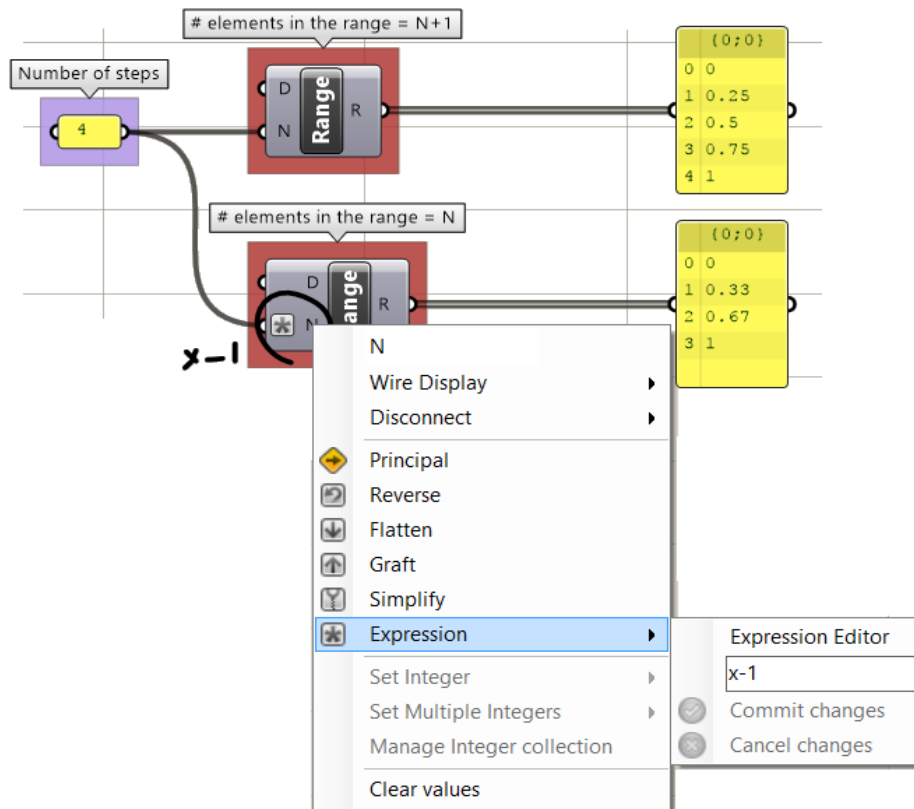 # elements in the range = N+1
Number of steps
4
D
N
Range
R
{0;0}
0 0
1 0.25
2 0.5
3 0.75
4 1
# elements in the range = N
D
N
ange
R
x-1
{0;0}
0 0
1 0.33
2 0.67
3 1
N
Wire Display
Disconnect
Principal
Reverse
Flatten
Graft
Simplify
Expression
Expression Editor
x-1
Set Integer
Set Multiple Integers
Commit changes
Manage Integer collection
Cancel changes
Clear values